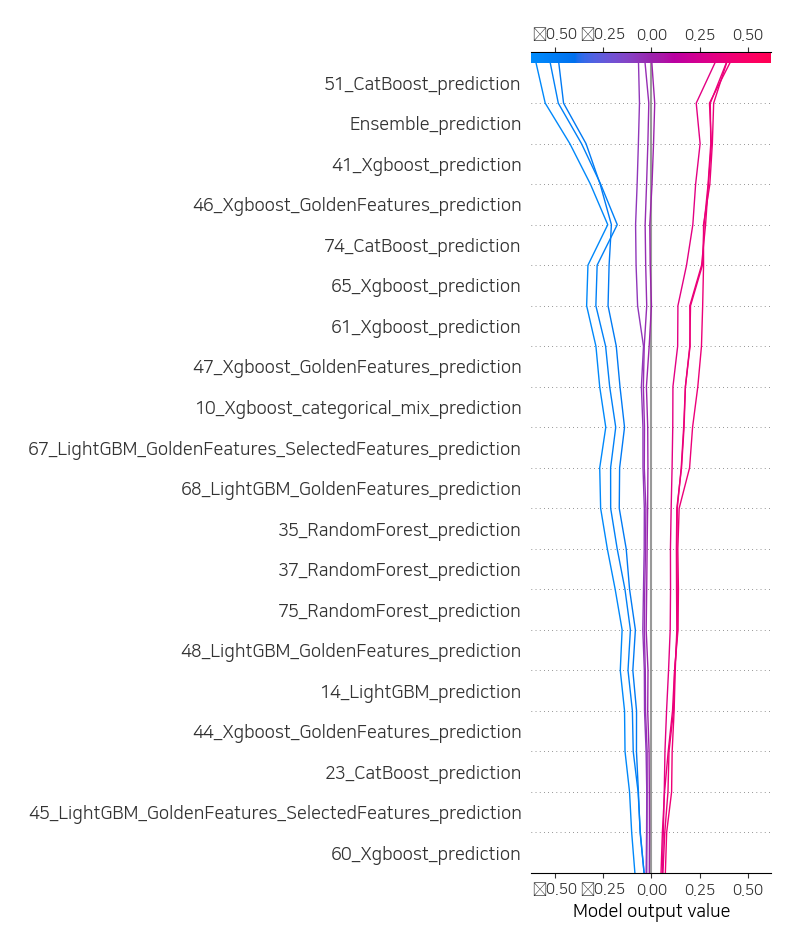 0.50 0.25 0.00 0.25 0.50
51_CatBoost_prediction
Ensemble_prediction
41_Xgboost_prediction
46_Xgboost_GoldenFeatures_prediction
74_CatBoost_prediction
65_Xgboost_prediction
61_Xgboost_prediction
47_Xgboost_GoldenFeatures_prediction
10_Xgboost_categorical_mix_prediction
67_LightGBM_GoldenFeatures_SelectedFeatures_prediction
68_LightGBM_GoldenFeatures_prediction
35_RandomForest_prediction
37_RandomForest_prediction
75_RandomForest_prediction
48_LightGBM_GoldenFeatures_prediction
14_LightGBM_prediction
44_Xgboost_GoldenFeatures_prediction
23_CatBoost_prediction
45_LightGBM_GoldenFeatures_SelectedFeatures_prediction
60_Xgboost_prediction
0.50 0.25 0.00 0.25 0.50
Model output value